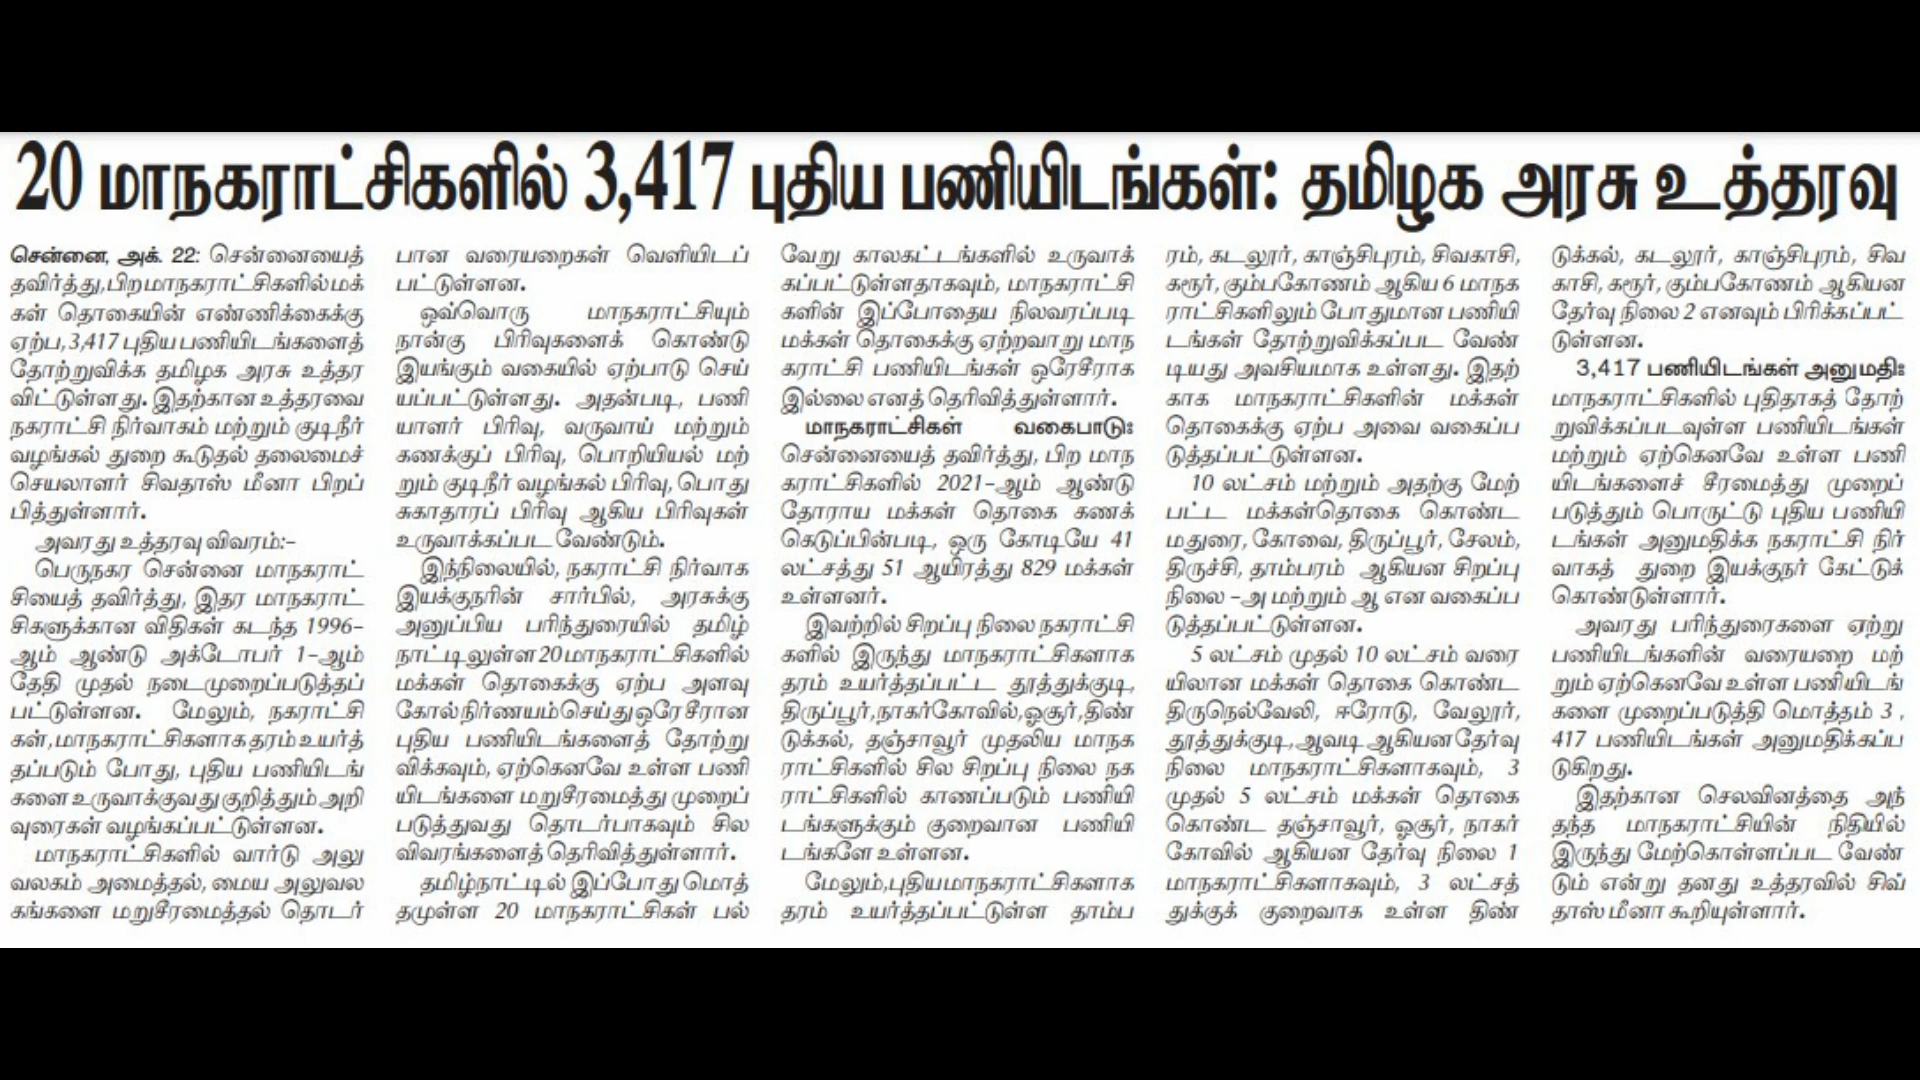 20 மாநகராட்சிகளில் 3,417 புதிய பணியிடங்கள்: தமிழக அரசு உத்தரவு
சென்னை, அக். 22: சென்னையைத்
தவிர்த்து, பிற மாநகராட்சிகளில் மக்
கள் தொகையின் எண்ணிக்கைக்கு
ஏற்ப, 3,417 புதிய பணியிடங்களைத்
தோற்றுவிக்க தமிழக அரசு உத்தர
விட்டுள்ளது. இதற்கான உத்தரவை
நகராட்சி நிர்வாகம் மற்றும் குடிநீர்
வழங்கல் துறை கூடுதல் தலைமைச்
செயலாளர் சிவதாஸ் மீனா பிறப்
பித்துள்ளார்.
அவரது உத்தரவு விவரம்:-
பெருநகர சென்னை மாநகராட்
சியைத் தவிர்த்து, இதர மாநகராட்
சிகளுக்கான விதிகள் கடந்த 1996-
ஆம் ஆண்டு அக்டோபர் 1-ஆம்
தேதி முதல் நடைமுறைப்படுத்தப்
பட்டுள்ளன. மேலும், நகராட்சி
கள், மாநகராட்சிகளாக தரம் உயர்த்
தப்படும் போது, புதிய பணியிடங்
களை உருவாக்குவது குறித்தும் அறி
வுரைகள் வழங்கப்பட்டுள்ளன.
மாநகராட்சிகளில் வார்டு அலு
வலகம் அமைத்தல், மைய அலுவல
கங்களை மறுசீரமைத்தல் தொடர்
பான வரையறைகள் வெளியிடப்
பட்டுள்ளன.
ஒவ்வொரு மாநகராட்சியும்
நான்கு பிரிவுகளைக் கொண்டு
இயங்கும் வகையில் ஏற்பாடு செய்
யப்பட்டுள்ளது. அதன்படி, பணி
யாளர் பிரிவு, வருவாய் மற்றும்
கணக்குப் பிரிவு, பொறியியல் மற்
றும் குடிநீர் வழங்கல் பிரிவு, பொது
சுகாதாரப் பிரிவு ஆகிய பிரிவுகள்
உருவாக்கப்பட வேண்டும்.
இந்நிலையில், நகராட்சி நிர்வாக
இயக்குநரின் சார்பில், அரசுக்கு
அனுப்பிய பரிந்துரையில் தமிழ்
நாட்டிலுள்ள 20 மாநகராட்சிகளில்
மக்கள் தொகைக்கு ஏற்ப அளவு
கோல் நிர்ணயம் செய்து ஒரே சீரான
புதிய பணியிடங்களைத் தோற்று
விக்கவும், ஏற்கெனவே உள்ள பணி
யிடங்களை மறுசீரமைத்து முறைப்
படுத்துவது தொடர்பாகவும் சில
விவரங்களைத் தெரிவித்துள்ளார்.
தமிழ்நாட்டில் இப்போது மொத்
தமுள்ள 20 மாநகராட்சிகள் பல்
வேறு காலகட்டங்களில் உருவாக்
கப்பட்டுள்ளதாகவும், மாநகராட்சி
களின் இப்போதைய நிலவரப்படி
மக்கள் தொகைக்கு ஏற்றவாறு மாந
கராட்சி பணியிடங்கள் ஒரேசீராக
இல்லை எனத் தெரிவித்துள்ளார்.
மாநகராட்சிகள் வகைபாடு:
சென்னையைத் தவிர்த்து, பிற மாந
கராட்சிகளில் 2021-ஆம் ஆண்டு
தோராய மக்கள் தொகை கணக்
கெடுப்பின்படி, ஒரு கோடியே 41
லட்சத்து 51 ஆயிரத்து 829 மக்கள்
உள்ளனர்.
இவற்றில் சிறப்பு நிலை நகராட்சி
களில் இருந்து மாநகராட்சிகளாக
தரம் உயர்த்தப்பட்ட தூத்துக்குடி,
திருப்பூர், நாகர்கோவில், ஓசூர், திண்
டுக்கல், தஞ்சாவூர் முதலிய மாநக
ராட்சிகளில் சில சிறப்பு நிலை நக
ராட்சிகளில் காணப்படும் பணியி
டங்களுக்கும் குறைவான பணியி
டங்களே உள்ளன.
மேலும், புதிய மாநகராட்சிகளாக
தரம் உயர்த்தப்பட்டுள்ள தாம்ப
ரம், கடலூர், காஞ்சிபுரம், சிவகாசி,
கரூர், கும்பகோணம் ஆகிய 6 மாநக
ராட்சிகளிலும் போதுமான பணியி
டங்கள் தோற்றுவிக்கப்பட வேண்
டியது அவசியமாக உள்ளது. இதற்
காக மாநகராட்சிகளின் மக்கள்
தொகைக்கு ஏற்ப அவை வகைப்ப
டுத்தப்பட்டுள்ளன.
10 லட்சம் மற்றும் அதற்கு மேற்
பட்ட மக்கள்தொகை கொண்ட
மதுரை, கோவை, திருப்பூர், சேலம்,
திருச்சி, தாம்பரம் ஆகியன சிறப்பு
நிலை -அ மற்றும் ஆ என வகைப்ப
டுத்தப்பட்டுள்ளன.
5 லட்சம் முதல் 10 லட்சம் வரை
யிலான மக்கள் தொகை கொண்ட
திருநெல்வேலி, ஈரோடு, வேலூர்,
தூத்துக்குடி, ஆவடி ஆகியன தேர்வு
நிலை மாநகராட்சிகளாகவும், 3
முதல் 5 லட்சம் மக்கள் தொகை
கொண்ட தஞ்சாவூர், ஓசூர், நாகர்
கோவில் ஆகியன தேர்வு நிலை 1
மாநகராட்சிகளாகவும், 3 லட்சத்
துக்குக் குறைவாக உள்ள திண்
டுக்கல், கடலூர், காஞ்சிபுரம், சிவ
காசி, கரூர், கும்பகோணம் ஆகியன
தேர்வு நிலை 2 எனவும் பிரிக்கப்பட்
டுள்ளன.
3,417 பணியிடங்கள் அனுமதி:
மாநகராட்சிகளில் புதிதாகத் தோற்
றுவிக்கப்படவுள்ள பணியிடங்கள்
மற்றும் ஏற்கெனவே உள்ள பணி
யிடங்களைச் சீரமைத்து முறைப்
படுத்தும் பொருட்டு புதிய பணியி
டங்கள் அனுமதிக்க நகராட்சி நிர்
வாகத் துறை இயக்குநர் கேட்டுக்
கொண்டுள்ளார்.
அவரது பரிந்துரைகளை ஏற்று
பணியிடங்களின் வரையறை மற்
றும் ஏற்கெனவே உள்ள பணியிடங்
களை முறைப்படுத்தி மொத்தம் 3 ,
417 பணியிடங்கள் அனுமதிக்கப்ப
டுகிறது.
இதற்கான செலவினத்தை அந்
தந்த மாநகராட்சியின் நிதியில்
இருந்து மேற்கொள்ளப்பட வேண்
டும் என்று தனது உத்தரவில் சிவ்
தாஸ் மீனா கூறியுள்ளார்.